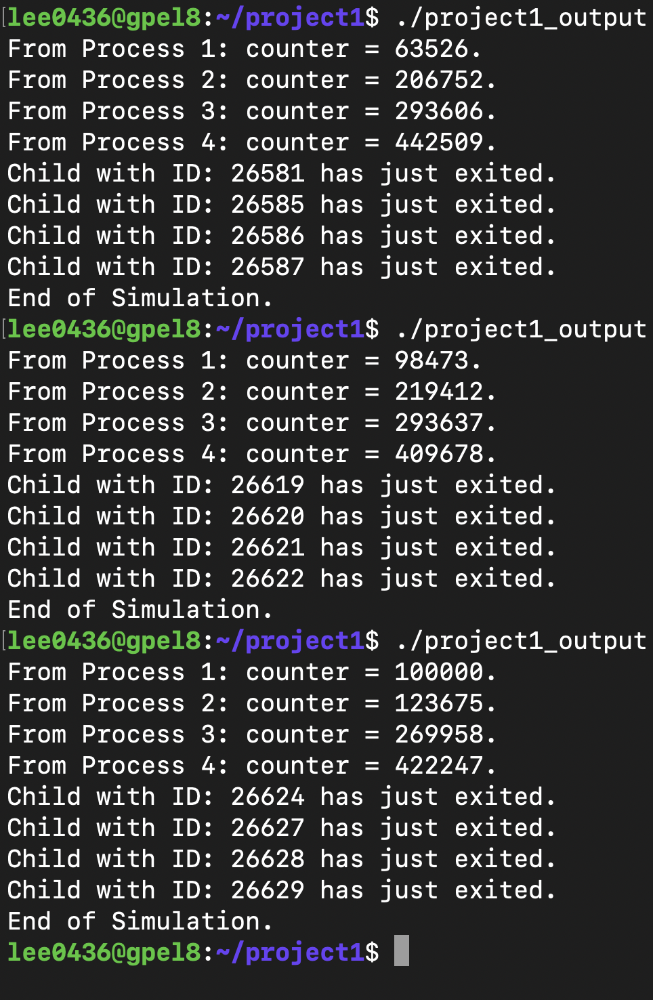 [lee0436@gpel8:~/project1$ ./project1_output
From Process 1: counter = 63526.
From Process 2: counter = 206752.
From Process 3: counter = 293606.
From Process 4: counter = 442509.
Child with ID: 26581 has just exited.
Child with ID: 26585 has just exited.
Child with ID: 26586 has just exited.
Child with ID: 26587 has just exited.
End of Simulation.
[lee0436@gpel8:~/project1$ ./project1_output
From Process 1: counter = 98473.
From Process 2: counter = 219412.
From Process 3: counter = 293637.
From Process 4: counter = 409678.
Child with ID: 26619 has just exited.
Child with ID: 26620 has just exited.
Child with ID: 26621 has just exited.
Child with ID: 26622 has just exited.
End of Simulation.
[lee0436@gpel8:~/project1$ ./project1_output
From Process 1: counter = 100000.
From Process 2: counter = 123675.
From Process 3: counter = 269958.
From Process 4: counter = 422247.
Child with ID: 26624 has just exited.
Child with ID: 26627 has just exited.
Child with ID: 26628 has just exited.
Child with ID: 26629 has just exited.
End of Simulation.
lee0436@gpel8:~/project1$